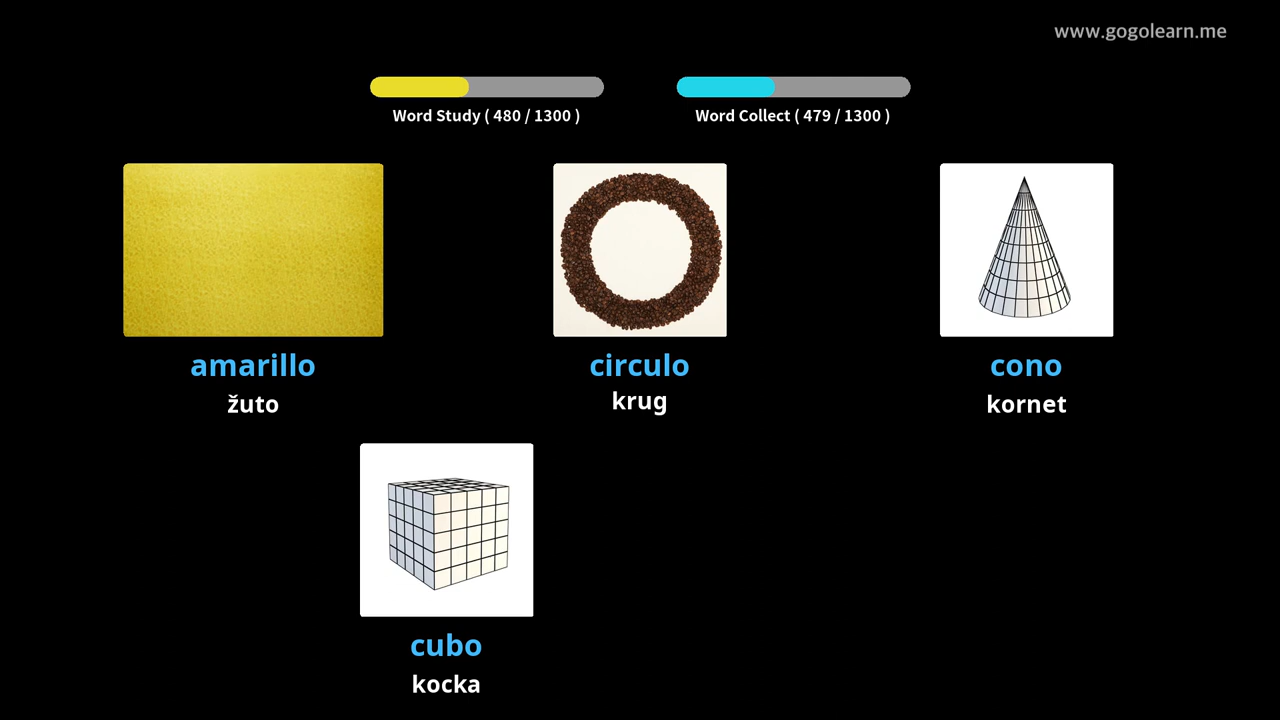 www.gogolearn.me
Word Study ( 480 / 1300 )
Word Collect ( 479 / 1300 )
amarillo
žuto
circulo
krug
cono
kornet
cubo
kocka